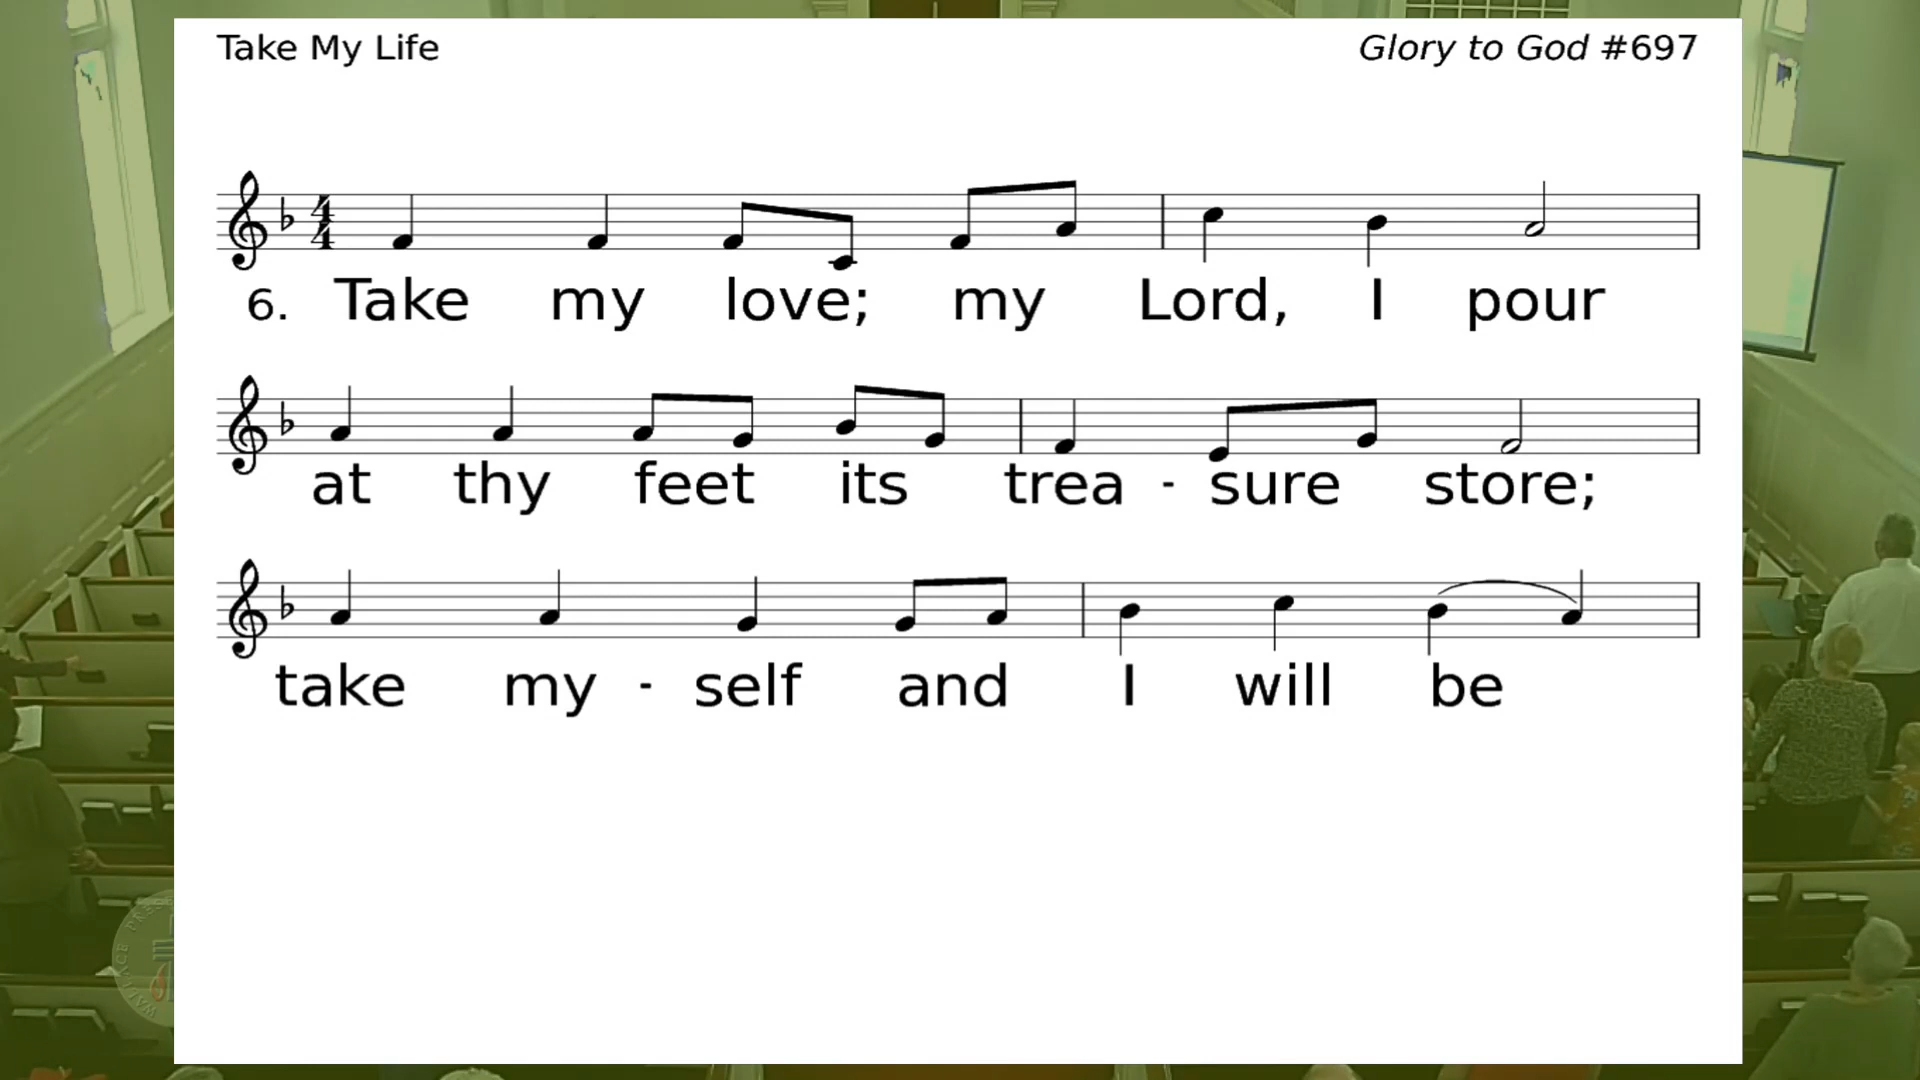 Take My Life
Glory to God #697
6. Take my love; my Lord, I pour
at thy feet its trea - sure store;
take my - self and I will be